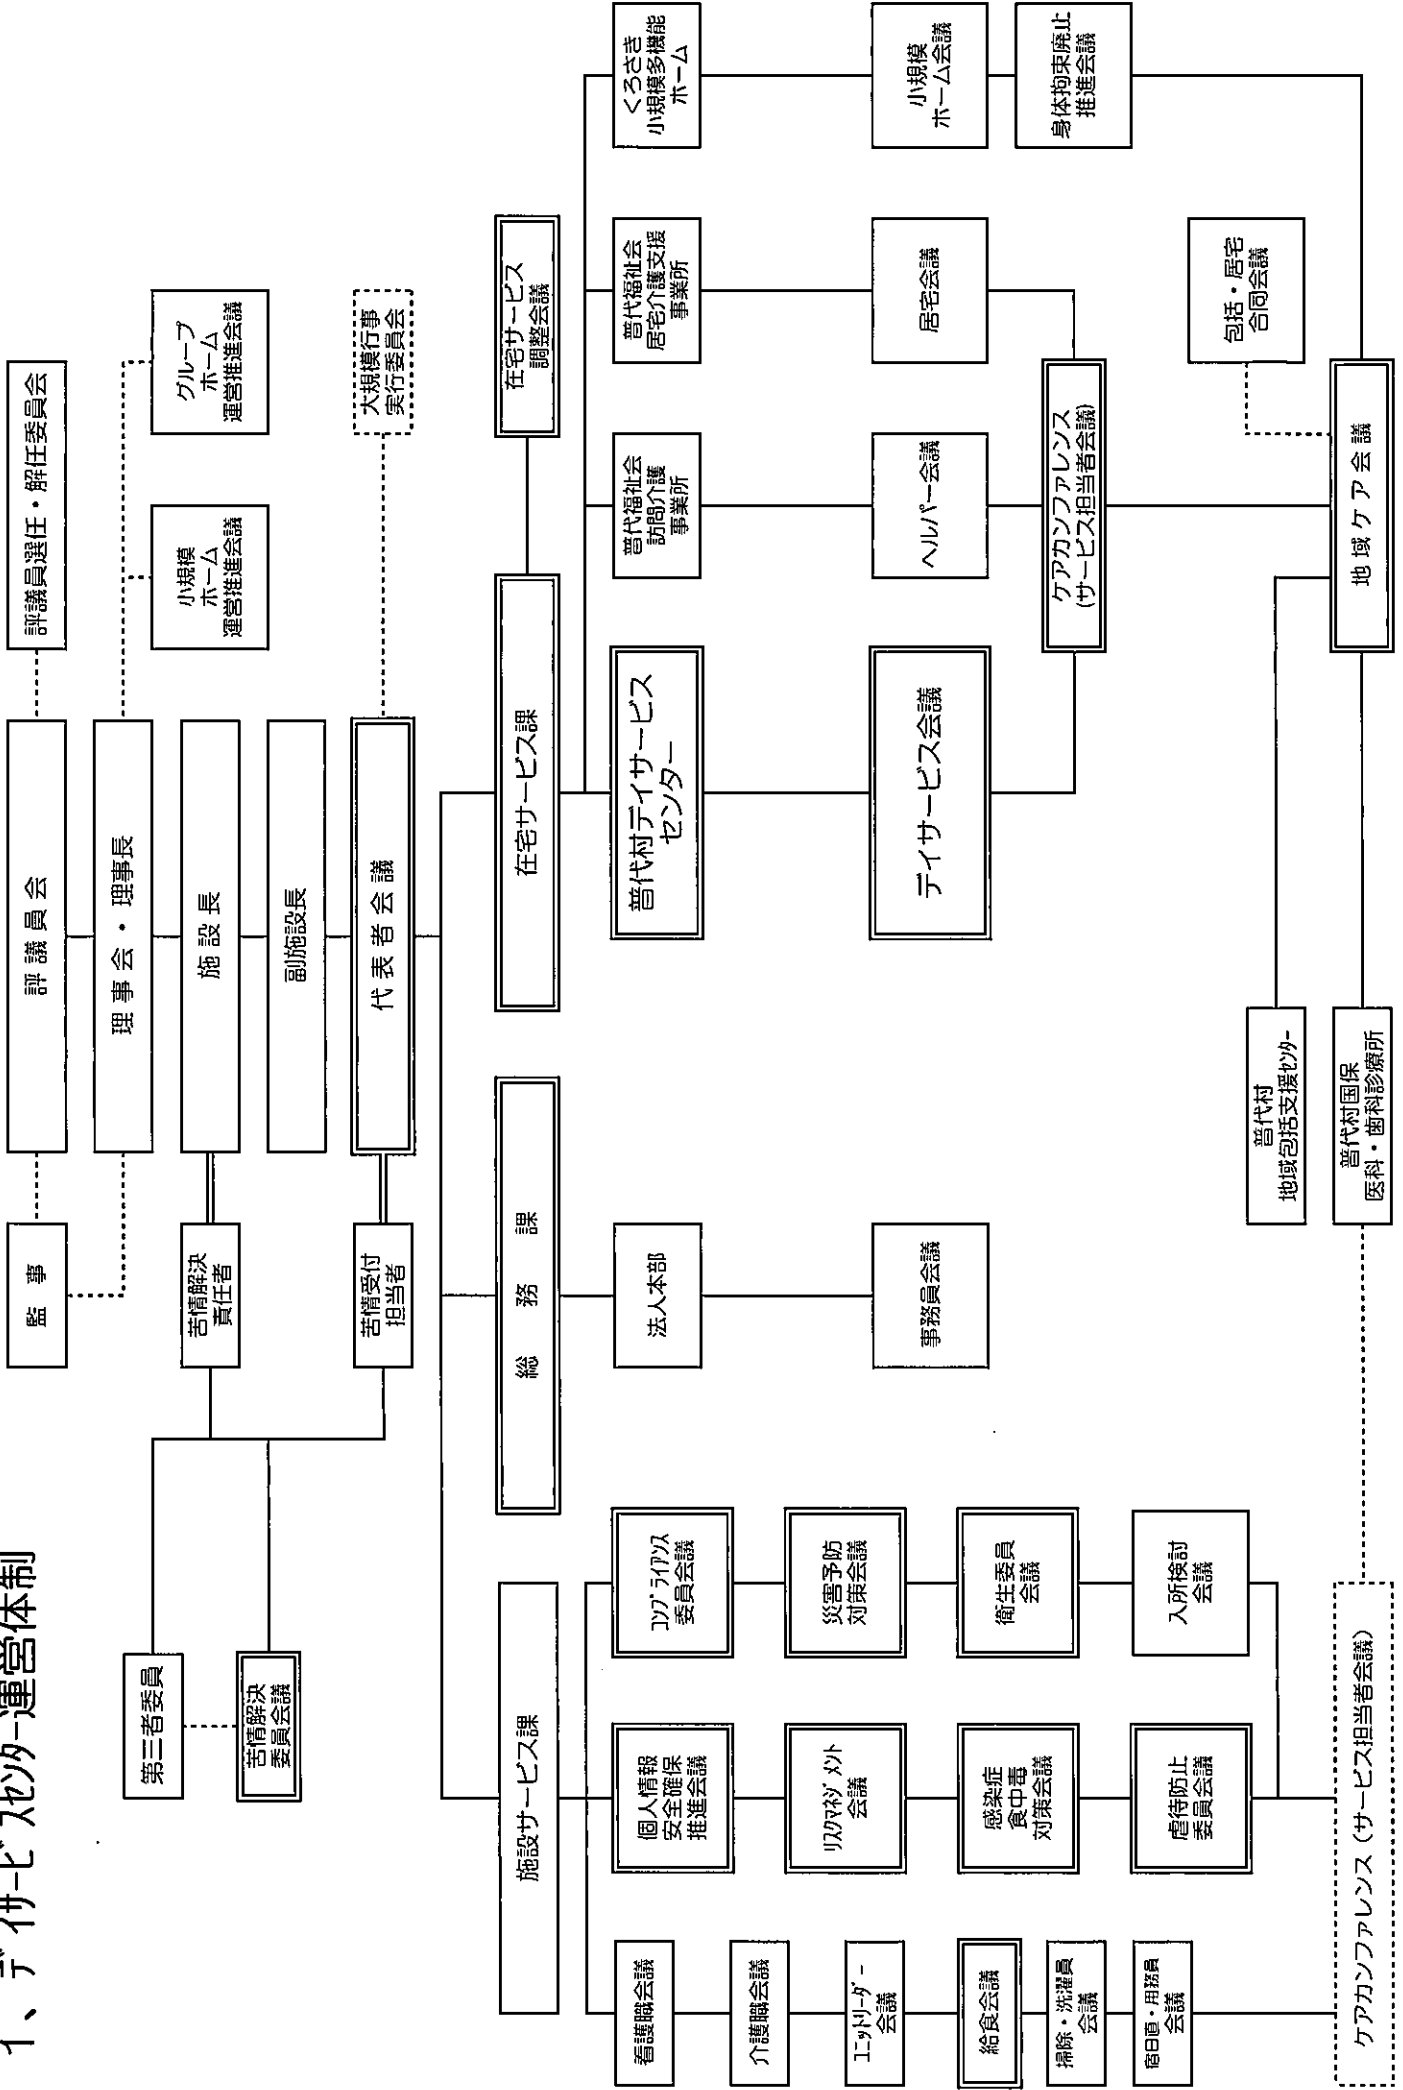 イ、デイサービスセンター運営体制
評議員選任・解任委員会
評議員会
監事
理事会・理事長
グループ
ホーム
運営推進会議
小規模
ホーム
運営推進会議
施設長
苦情解決
責任者
第三者委員
副施設長
苦情解決
委員会議
大規模行事
実行委員会
代表者会議
苦情受付
担当者
在宅サービス
調整会議
在宅サービス課
総務課
施設サービス課
くろさき
小規模多機能
ホーム
普代福祉会
居宅介護支援
事業所
普代福祉会
訪問介護
事業所
普代村デイサービス
センター
法人本部
コンプライアンス
委員会議
個人情報
安全確保
推進会議
看護職会議
介護職会議
災害予防
対策会議
リスクマネジメント
会議
ユニットリーダー
会議
小規模
ホーム会議
居宅会議
ヘルパー会議
デイサービス会議
事務員会議
衛生委員
会議
感染症
食中毒
対策会議
給食会議
身体拘束廃止
推進会議
ケアカンファレンス
(サービス担当者会議)
掃除・洗濯員
会議
入所検討
会議
虐待防止
委員会議
宿日直・用務員
会議
包括・居宅
合同会議
普代村
地域包括支援センター
地域ケア会議
普代村国保
医科・歯科診療所
ケアカンファレンス（サービス担当者会議）